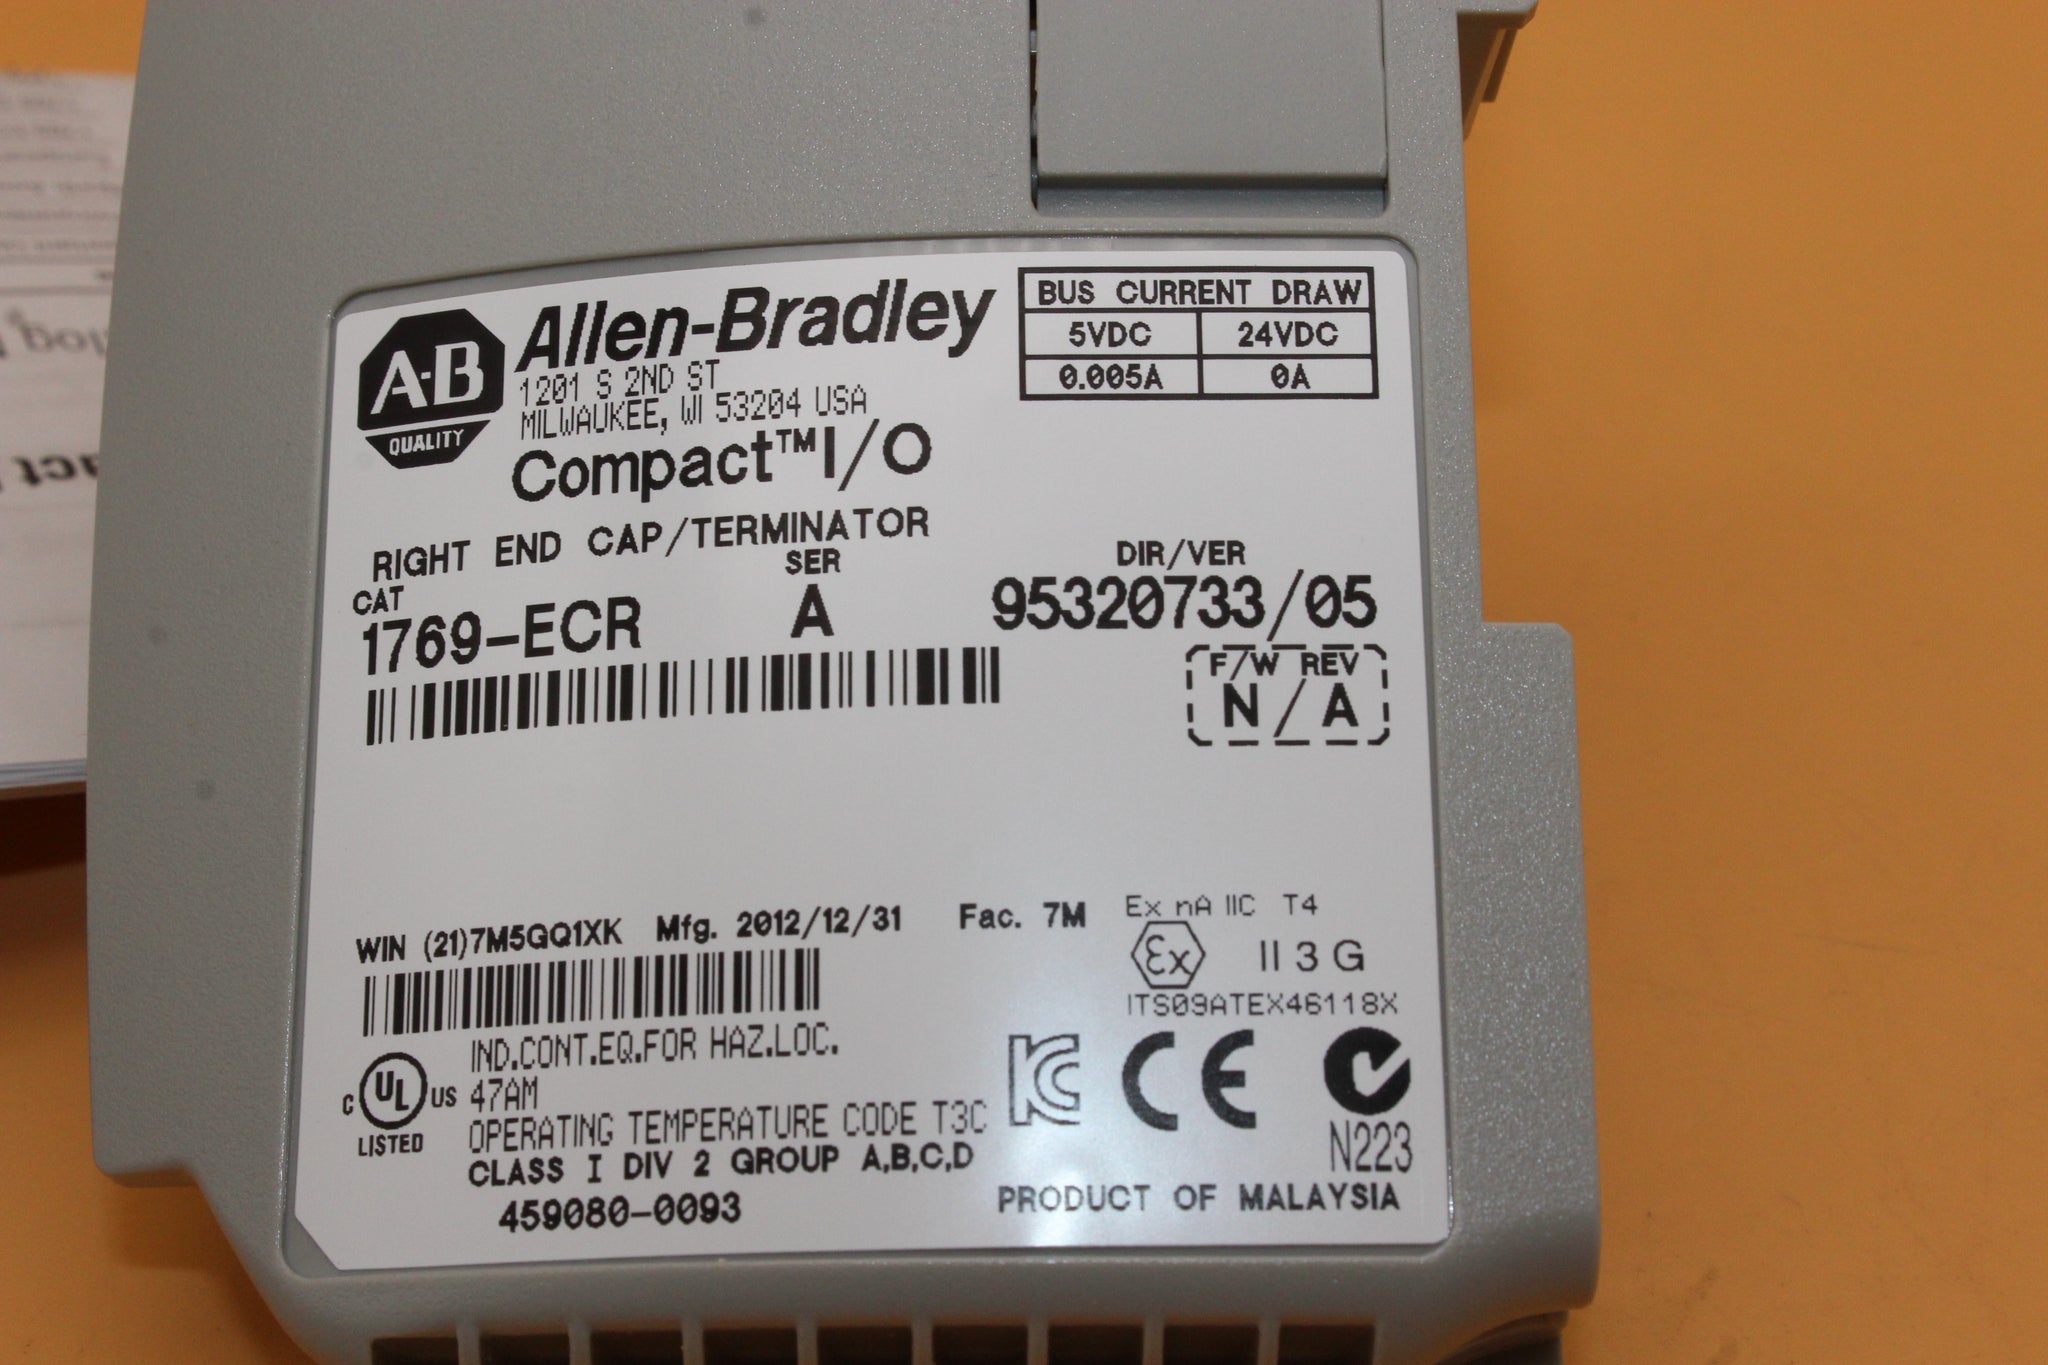 A-B
QUALITY
Allen-Bradley
1201 S 2ND ST
MILWAUKEE, WI 53204 USA
Compact™I/O
BUS CURRENT DRAW
5VDC 24VDC
0.005A 0A
RIGHT END CAP/TERMINATOR
CAT SER DIR/VER
1769-ECR A 95320733/05
F/W REV
N/A
WIN (21)7M5GQ1XK Mfg. 2012/12/31 Fac. 7M
Ex nA IIC T4
Ex II 3 G
ITS09ATEX46118X
IND.CONT.EQ.FOR HAZ.LOC.
C UL US 47AM
LISTED
OPERATING TEMPERATURE CODE T3C
CLASS I DIV 2 GROUP A,B,C,D
459080-0093
KC CE
N223
PRODUCT OF MALAYSIA